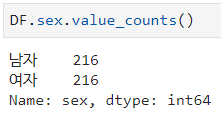 DF.sex.value_counts()
남자 216
여자 216
Name: sex, dtype: int64